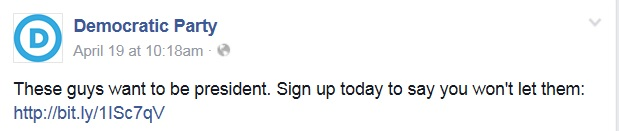 D
Democratic Party
April 19 at 10:18am ·
These guys want to be president. Sign up today to say you won't let them:
http://bit.ly/1ISc7qV